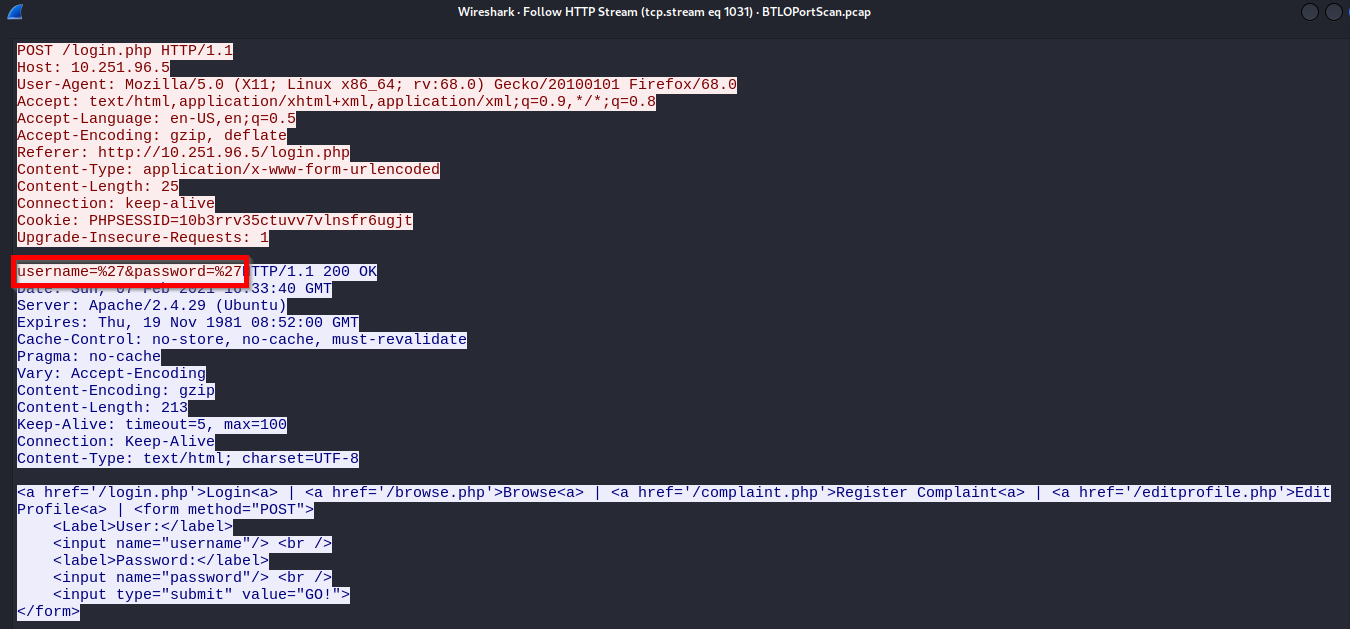 Wireshark · Follow HTTP Stream (tcp.stream eq 1031) · BTLOPortScan.pcap
POST /login.php HTTP/1.1
Host: 10.251.96.5
User-Agent: Mozilla/5.0 (X11; Linux x86_64; rv:68.0) Gecko/20100101 Firefox/68.0
Accept: text/html,application/xhtml+xml,application/xml;q=0.9,*/*;q=0.8
Accept-Language: en-US,en;q=0.5
Accept-Encoding: gzip, deflate
Referer: http://10.251.96.5/login.php
Content-Type: application/x-www-form-urlencoded
Content-Length: 25
Connection: keep-alive
Cookie: PHPSESSID=10b3rrv35ctuvv7vlnsfr6ugjt
Upgrade-Insecure-Requests: 1
username=%27&password=%27HTTP/1.1 200 OK
Date: Sun, 07 Feb 2021 16:33:40 GMT
Server: Apache/2.4.29 (Ubuntu)
Expires: Thu, 19 Nov 1981 08:52:00 GMT
Cache-Control: no-store, no-cache, must-revalidate
Pragma: no-cache
Vary: Accept-Encoding
Content-Encoding: gzip
Content-Length: 213
Keep-Alive: timeout=5, max=100
Connection: Keep-Alive
Content-Type: text/html; charset=UTF-8
<a href='/login.php'>Login<a> | <a href='/browse.php'>Browse<a> | <a href='/complaint.php'>Register Complaint<a> | <a href='/editprofile.php'>Edit
Profile<a> | <form method="POST">
<Label>User:</label>
<input name="username"/> <br />
<label>Password:</label>
<input name="password"/> <br />
<input type="submit" value="GO!">
</form>